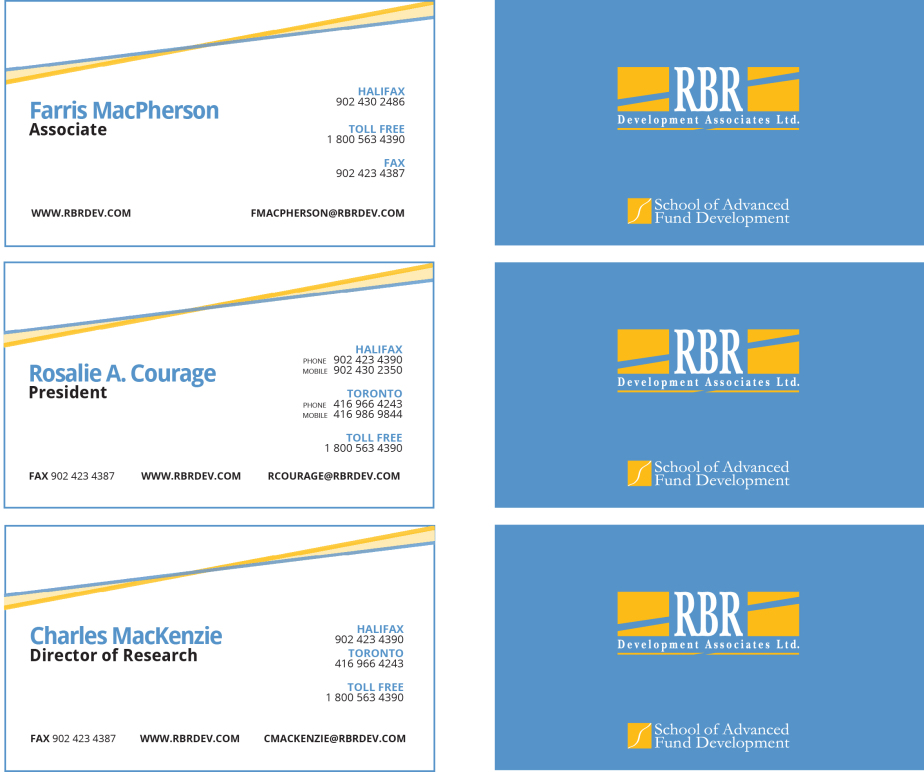 Farris MacPherson
Associate
HALIFAX
902 430 2486
TOLL FREE
1 800 563 4390
FAX
902 423 4387
WWW.RBRDEV.COM FMACPHERSON@RBRDEV.COM
RBR
Development Associates Ltd.
School of Advanced
Fund Development
Rosalie A. Courage
President
HALIFAX
PHONE 902 423 4390
MOBILE 902 430 2350
TORONTO
PHONE 416 966 4243
MOBILE 416 986 9844
TOLL FREE
1 800 563 4390
FAX 902 423 4387 WWW.RBRDEV.COM RCOURAGE@RBRDEV.COM
RBR
Development Associates Ltd.
School of Advanced
Fund Development
Charles MacKenzie
Director of Research
HALIFAX
902 423 4390
TORONTO
416 966 4243
TOLL FREE
1 800 563 4390
FAX 902 423 4387 WWW.RBRDEV.COM CMACKENZIE@RBRDEV.COM
RBR
Development Associates Ltd.
School of Advanced
Fund Development